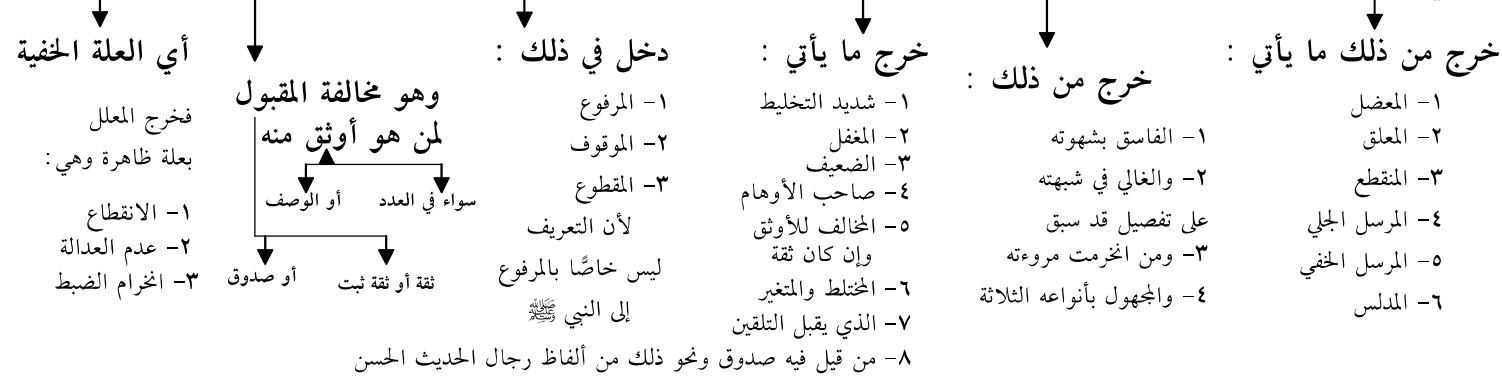 خرج من ذلك ما يأتي :
١- المعضل
٢- المعلق
٣- المنقطع
٤- المرسل الجلي
٥- المرسل الخفي
٦- المدلس
خرج من ذلك :
١- الفاسق بشهوته
٢- والغالي في شبهته
على تفصيل قد سبق
٣- ومن انخرمت مروءته
٤- والمجهول بأنواعه الثلاثة
خرج ما يأتي :
١- شديد التخليط
٢- المغفل
٣- الضعيف
٤- صاحب الأوهام
٥- المخالف للأوثق
وإن كان ثقة
٦- المختلط والمتغير
٧- الذي يقبل التلقين
٨- من قيل فيه صدوق ونحو ذلك من ألفاظ رجال الحديث الحسن
دخل في ذلك :
١- المرفوع
٢- الموقوف
٣- المقطوع
لأن التعريف
ليس خاصًّا بالمرفوع
إلى النبي ﷺ
وهو مخالفة المقبول
لمن هو أوثق منه
سواء في العدد
أو الوصف
ثقة أو ثقة ثبت
أو صدوق
أي العلة الخفية
فخرج المعلل
بعلة ظاهرة وهي:
١- الانقطاع
٢- عدم العدالة
٣- انخرام الضبط